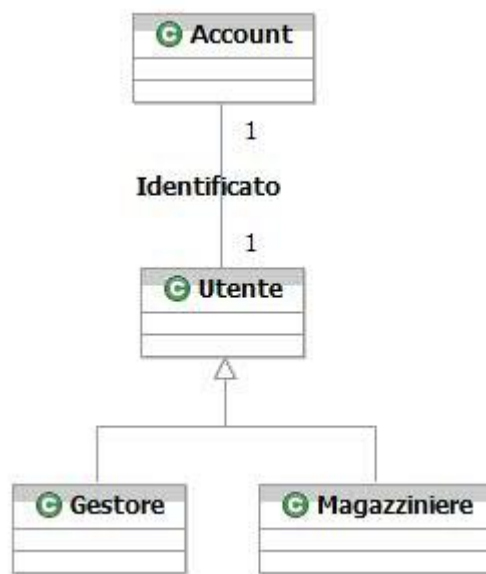 Account
1
Identificato
1
Utente
Gestore
Magazziniere